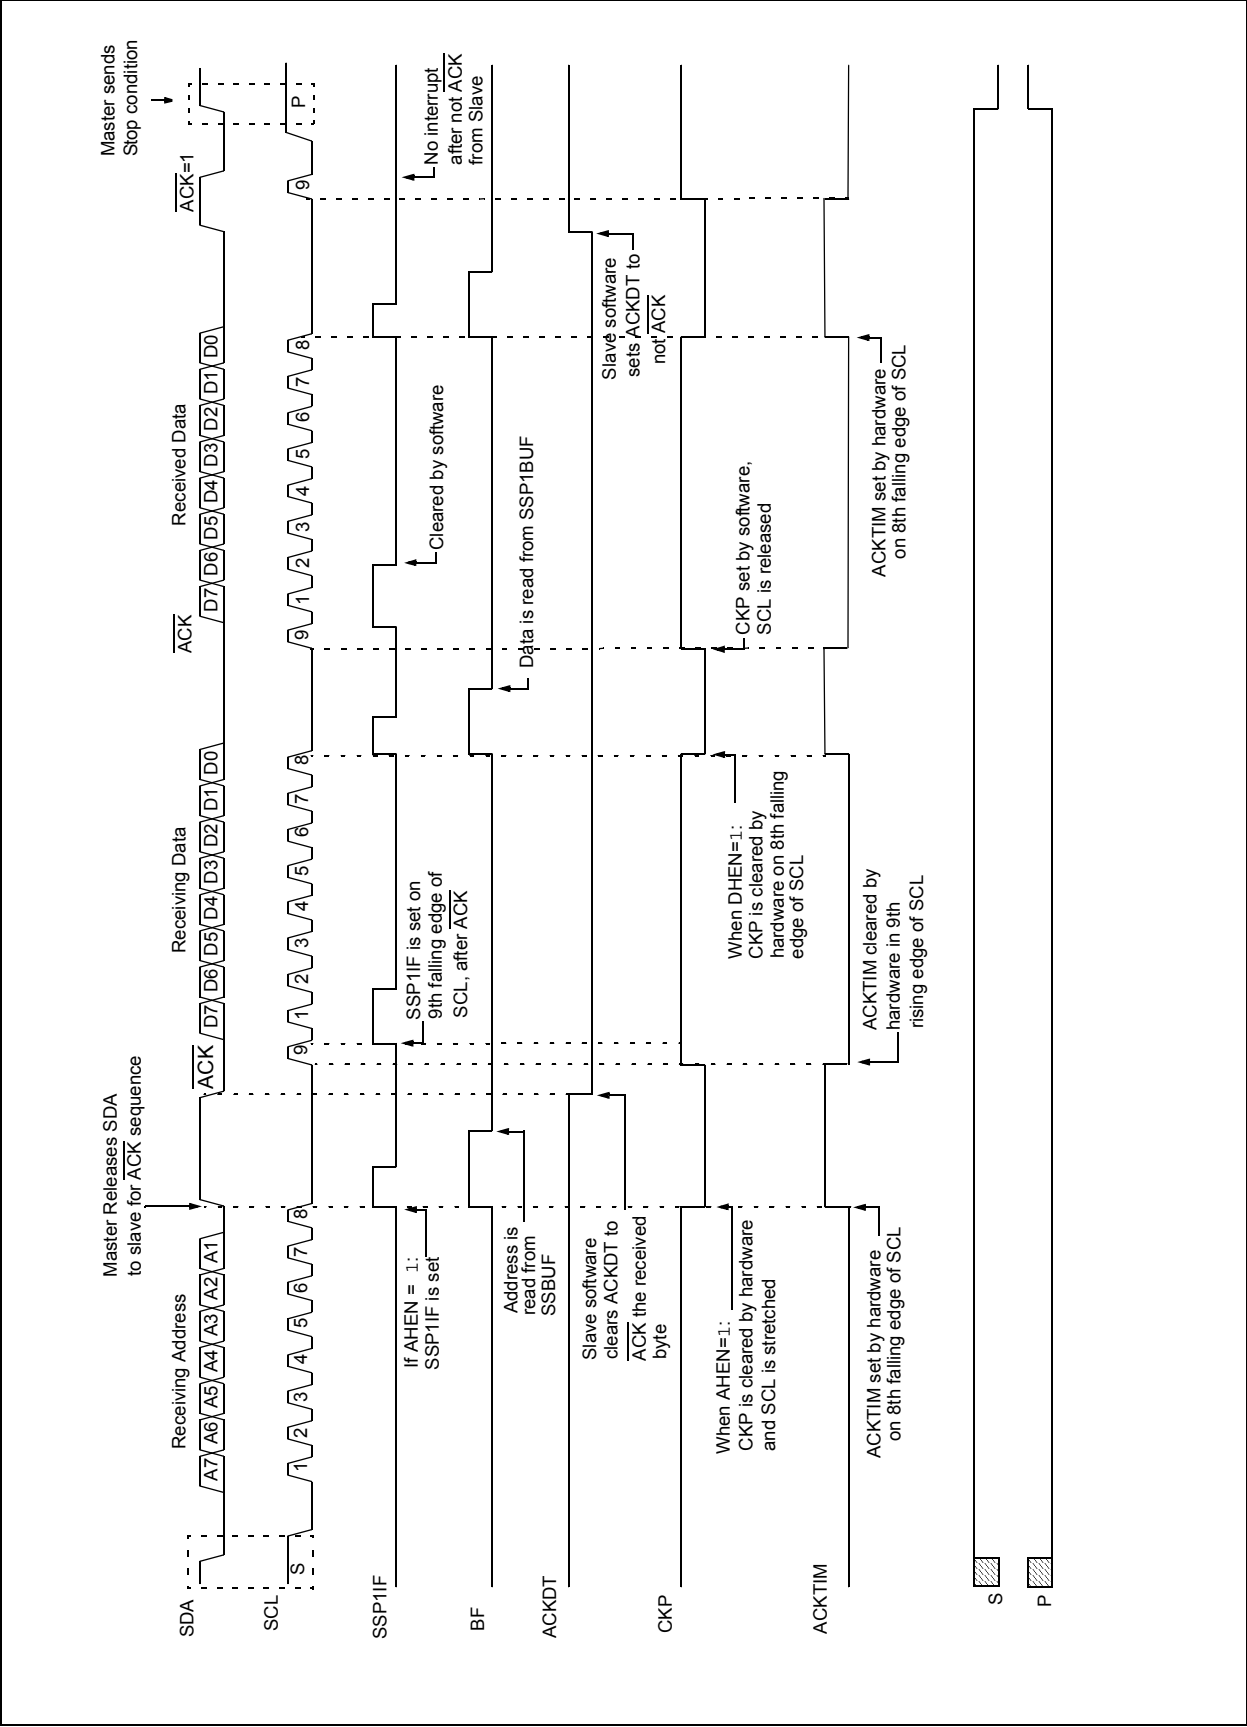 Master Releases SDA
to slave for ACK sequence
Master sends
Stop condition
Receiving Address
Receiving Data
Received Data
ACK
ACK
ACK=1
SDA
A7 A6 A5 A4 A3 A2 A1
D7 D6 D5 D4 D3 D2 D1 D0
D7 D6 D5 D4 D3 D2 D1 D0
SCL
S
1 2 3 4 5 6 7 8
9 1 2 3 4 5 6 7 8
9 1 2 3 4 5 6 7 8
9
P
SSP1IF
If AHEN = 1:
SSP1IF is set
SSP1IF is set on
9th falling edge of
SCL, after ACK
Cleared by software
No interrupt
after not ACK
from Slave
BF
Address is
read from
SSBUF
Data is read from SSP1BUF
ACKDT
Slave software
clears ACKDT to
ACK the received
byte
Slave software
sets ACKDT to
not ACK
CKP
When AHEN=1:
CKP is cleared by hardware
and SCL is stretched
When DHEN=1:
CKP is cleared by
hardware on 8th falling
edge of SCL
CKP set by software,
SCL is released
ACKTIM
ACKTIM set by hardware
on 8th falling edge of SCL
ACKTIM cleared by
hardware in 9th
rising edge of SCL
ACKTIM set by hardware
on 8th falling edge of SCL
S
P